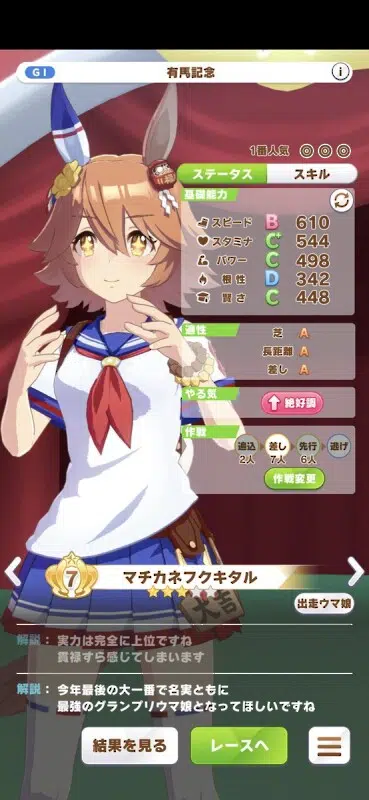 GI
有馬記念
1番人気 ◎ ◎ ◎
ステータス スキル
基礎能力
スピード B 610
スタミナ C+ 544
パワー C 498
根性 D 342
賢さ C 448
適性
芝 A
長距離 A
差し A
やる気
絶好調
作戦
追込 差し 先行 逃げ
2人 7人 6人
作戦変更
7 マチカネフクキタル
大吉
出走ウマ娘
解説： 実力は完全に上位ですね
貫禄すら感じてしまいます
解説： 今年最後の大一番で名実ともに
最強のグランプリウマ娘となってほしいですね
結果を見る レースへ